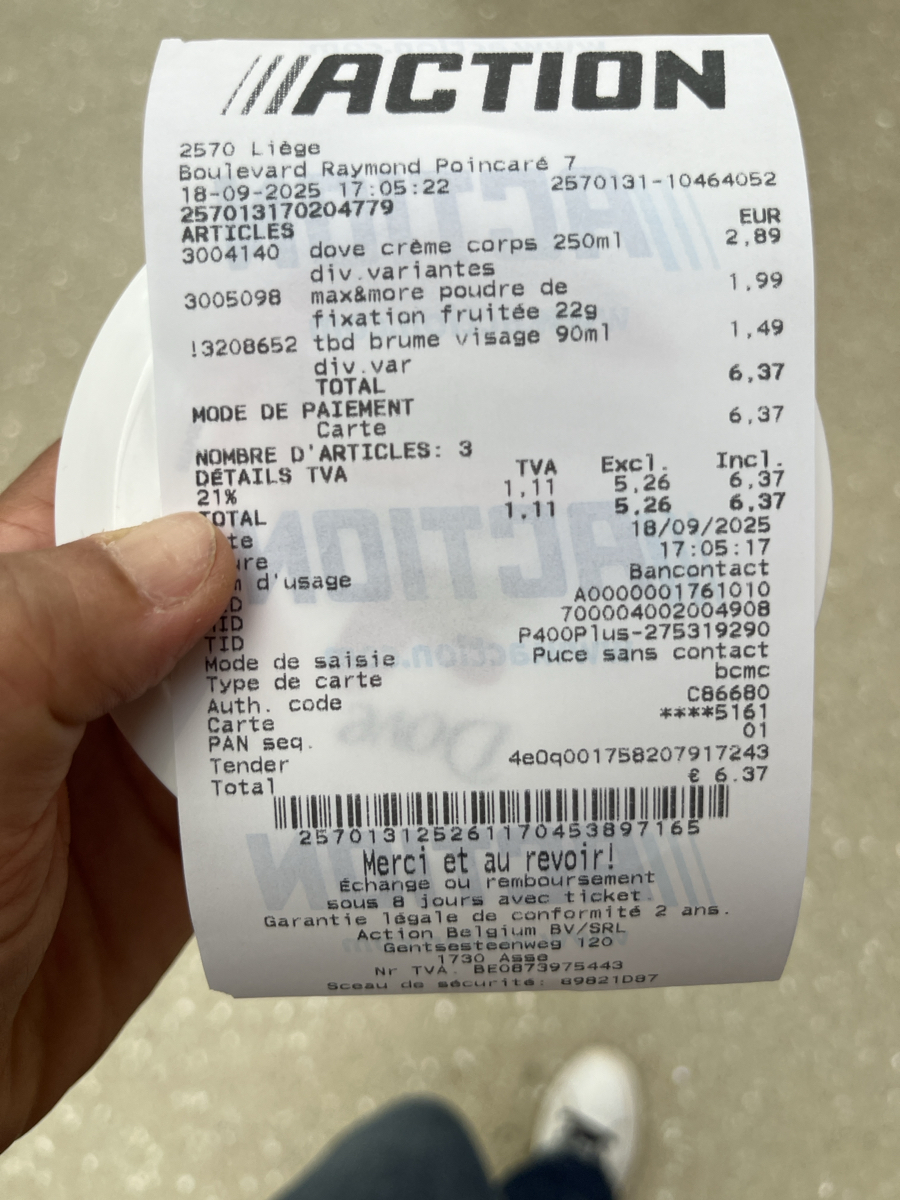 ACTION
2570 Liège
Boulevard Raymond Poincaré 7
18-09-2025 17:05:22 2570131-10464052
257013170204779
EUR
ARTICLES
3004140 dove crème corps 250ml 2,89
div.variantes
3005098 max&more poudre de 1,99
fixation fruitée 22g
!3208652 tbd brume visage 90ml 1,49
div.var
TOTAL 6,37
MODE DE PAIEMENT
Carte 6,37
NOMBRE D'ARTICLES: 3
DÉTAILS TVA TVA Excl. Incl.
21% 1,11 5,26 6,37
TOTAL 1,11 5,26 6,37
18/09/2025
17:05:17
d'usage Bancontact
A0000001761010
700004002004908
TID P400Plus-275319290
Mode de saisie Puce sans contact
Type de carte bcmc
Auth. code C86680
Carte ****5161
PAN seq. 01
Tender 4e0q001758207917243
Total € 6.37
257013125261170453897165
Merci et au revoir!
Échange ou remboursement
sous 8 jours avec ticket.
Garantie légale de conformité 2 ans.
Action Belgium BV/SRL
Gentsesteenweg 120
1730 Asse
Nr TVA. BE0873975443
Sceau de sécurité: 89821D87